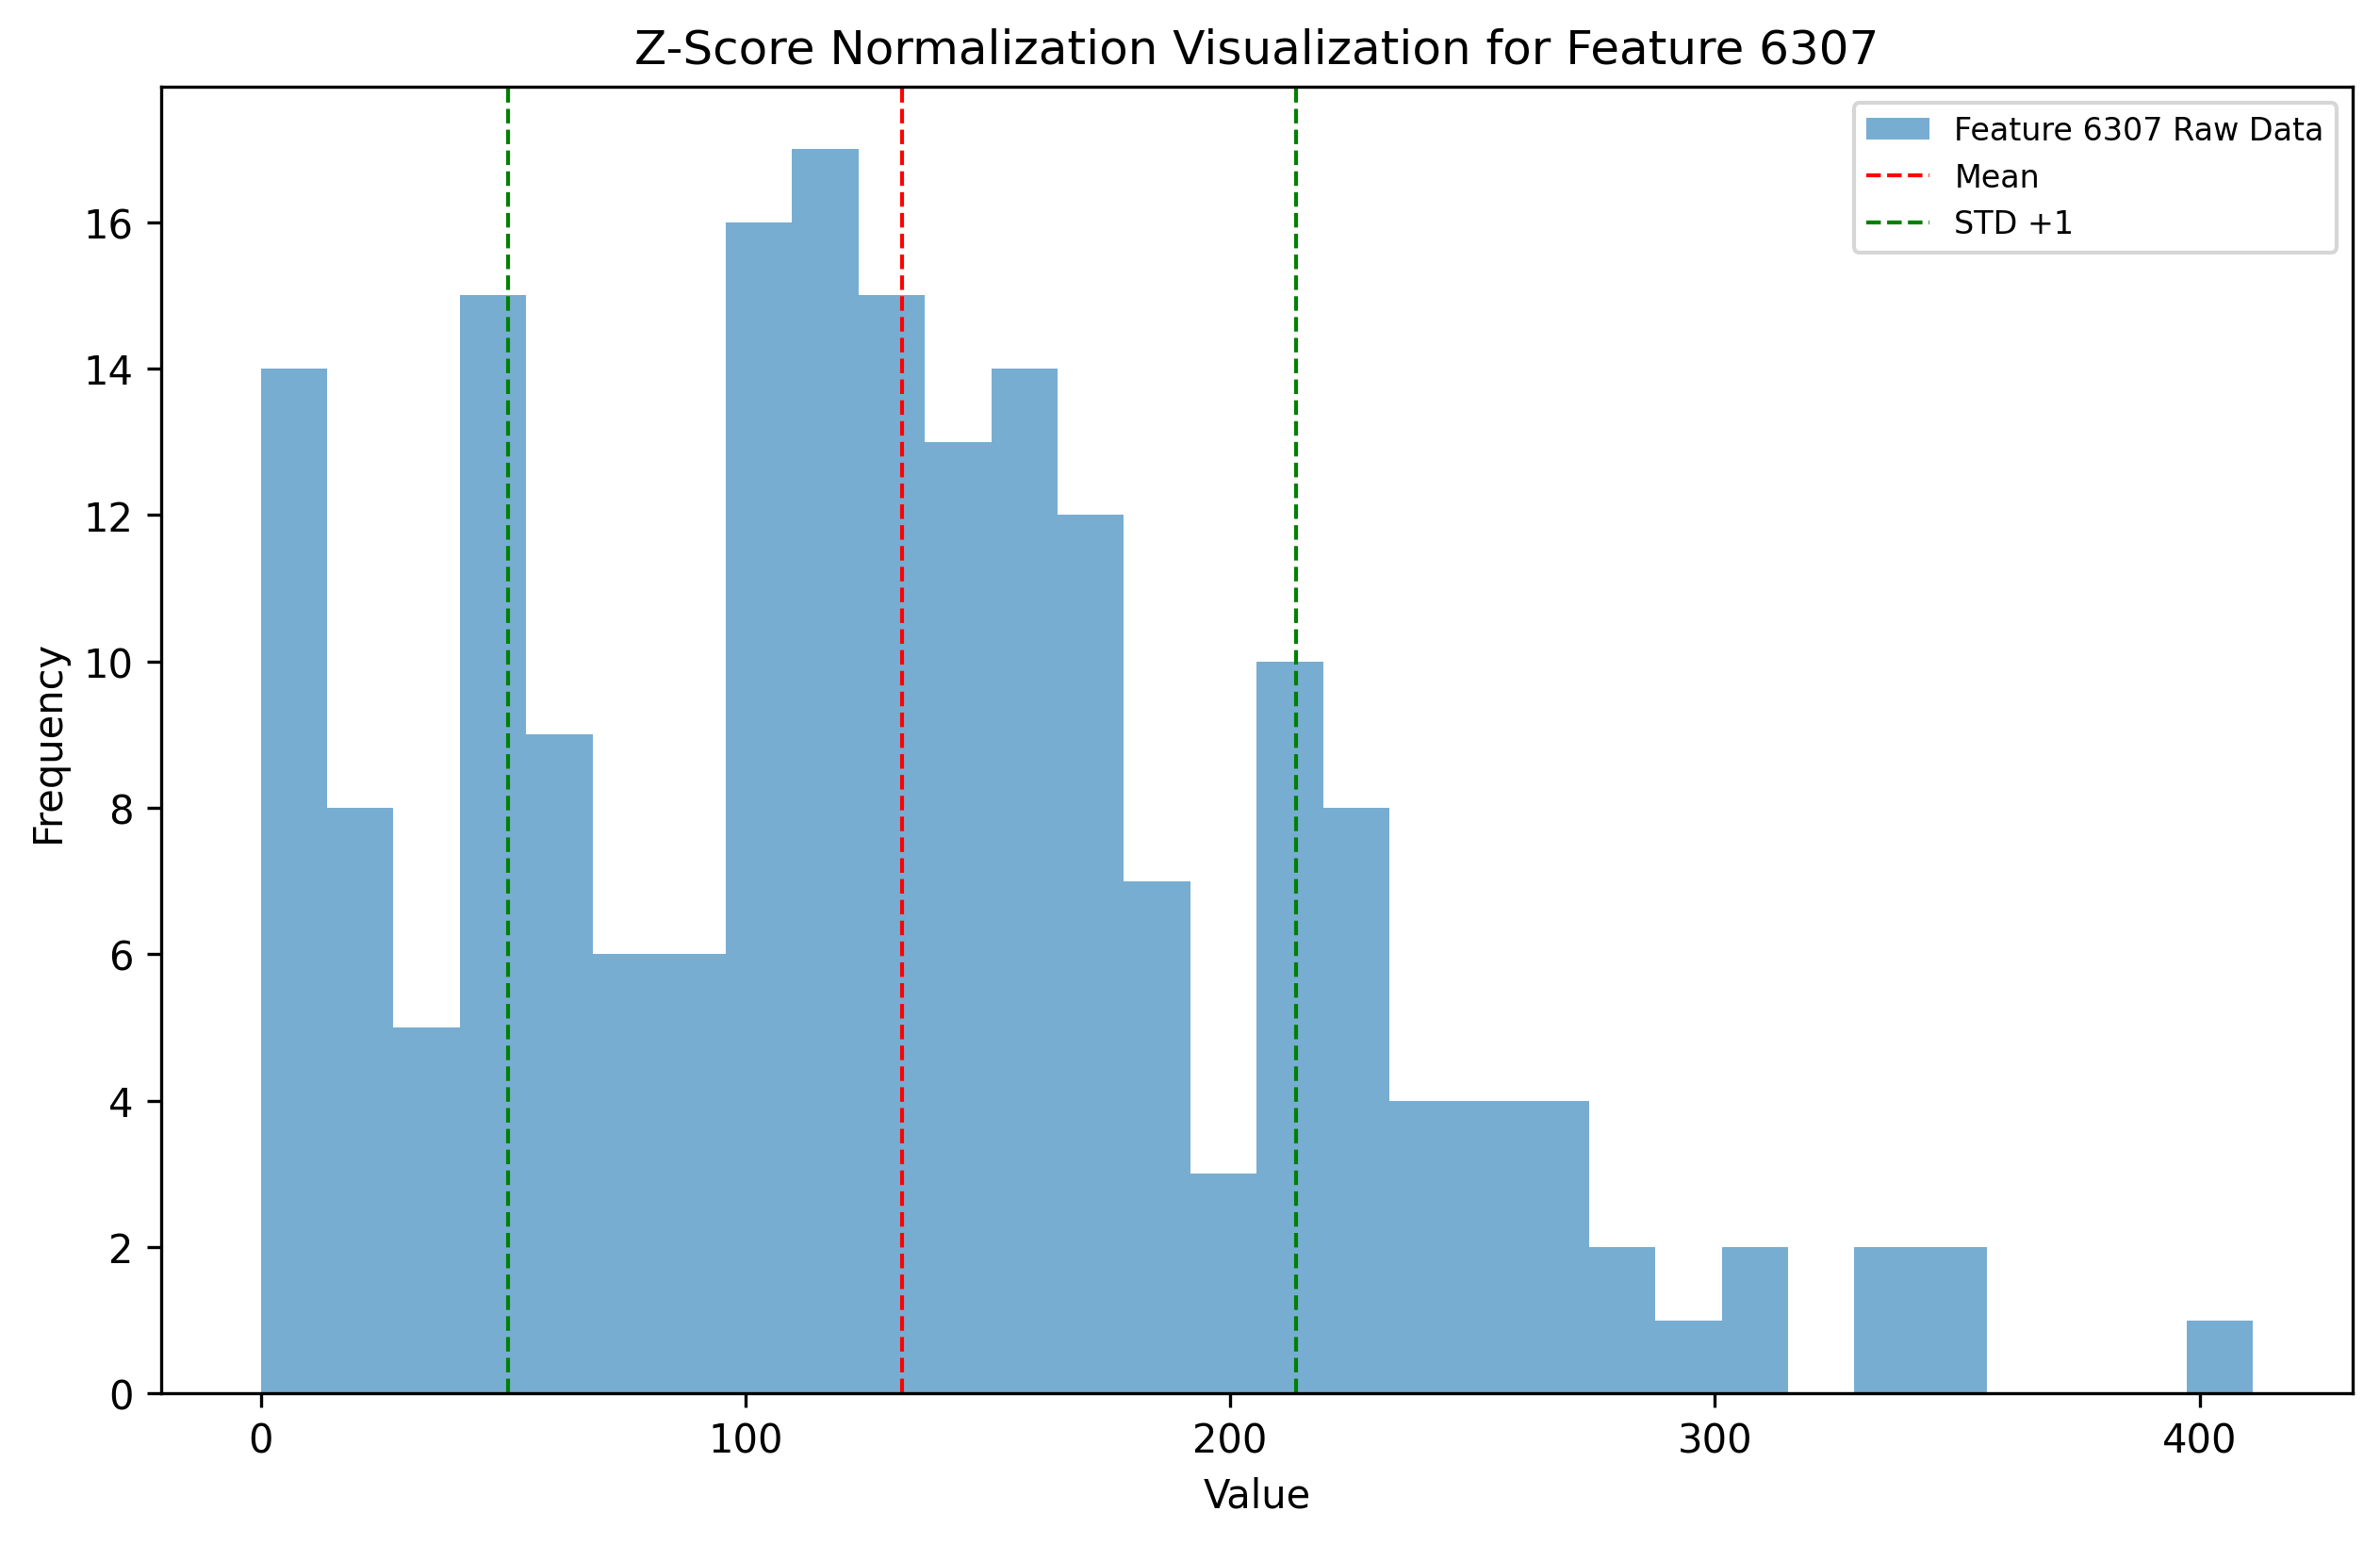 Z-Score Normalization Visualization for Feature 6307
Feature 6307 Raw Data
Mean
STD +1
Frequency
16
14
12
10
8
6
4
2
0
0 100 200 300 400
Value